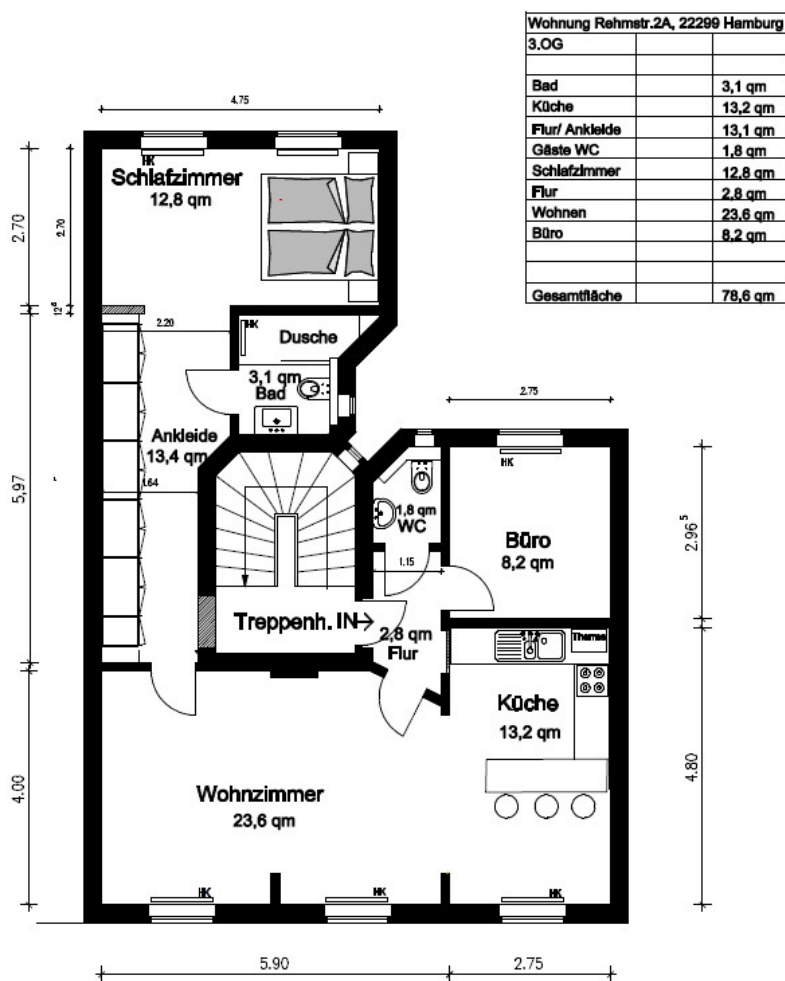 Wohnung Rehmstr.2A, 22299 Hamburg
3.OG
Bad 3,1 qm
Küche 13,2 qm
Flur/ Ankleide 13,1 qm
Gäste WC 1,8 qm
Schlafzimmer 12,8 qm
Flur 2,8 qm
Wohnen 23,6 qm
Büro 8,2 qm
Gesamtfläche 78,6 qm
4.75
HK
Schlafzimmer
12,8 qm
2.70
2.70
12⁵
2.20
HK
Dusche
3,1 qm
Bad
2.75
Ankleide
13,4 qm
1.64
5,97
HK
1,8 qm
WC
Büro
8,2 qm
2.96⁵
1.15
Treppenh. IN
2,8 qm
Flur
Therme
Küche
13,2 qm
4.80
4.00
Wohnzimmer
23,6 qm
HK
HK
HK
5.90
2.75